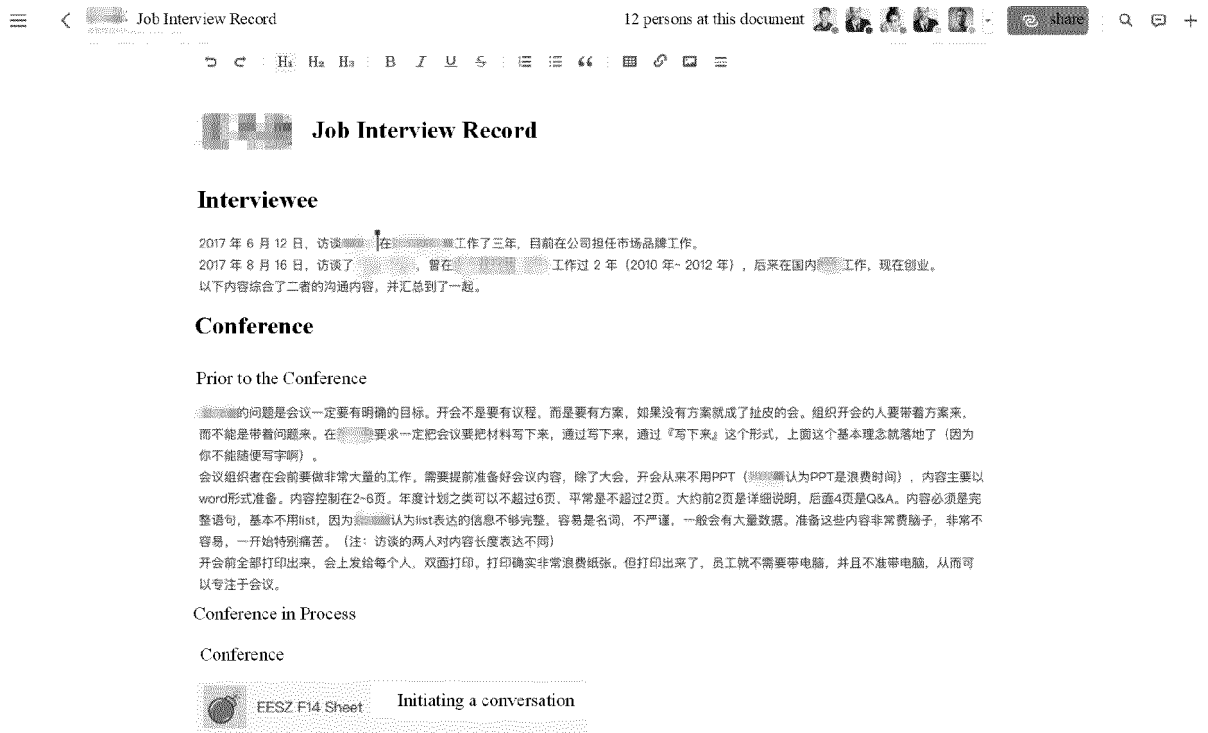 Job Interview Record
12 persons at this document
share
H1 H2 H3 B I U S
Job Interview Record
Interviewee
2017 年 6 月 12 日，访谈 在 工作了三年，目前在公司担任市场品牌工作。
2017 年 8 月 16 日，访谈了 ，曾在 工作过 2 年（2010 年~ 2012 年），后来在国内 工作，现在创业。
以下内容综合了二者的沟通内容，并汇总到了一起。
Conference
Prior to the Conference
的问题是会议一定要有明确的目标。开会不是要有议程，而是要有方案，如果没有方案就成了扯皮的会。组织开会的人要带着方案来，
而不能是带着问题来。在 要求一定把会议要把材料写下来，通过写下来，通过『写下来』这个形式，上面这个基本理念就落地了（因为
你不能随便写字啊）。
会议组织者在会前要做非常大量的工作，需要提前准备好会议内容，除了大会，开会从来不用PPT（ 认为PPT是浪费时间），内容主要以
word形式准备。内容控制在2~6页。年度计划之类可以不超过6页，平常是不超过2页。大约前2页是详细说明，后面4页是Q&A。内容必须是完
整语句，基本不用list，因为 认为list表达的信息不够完整，容易是名词，不严谨，一般会有大量数据。准备这些内容非常费脑子，非常不
容易，一开始特别痛苦。（注：访谈的两人对内容长度表达不同）
开会前全部打印出来，会上发给每个人，双面打印。打印确实非常浪费纸张。但打印出来了，员工就不需要带电脑，并且不准带电脑，从而可
以专注于会议。
Conference in Process
Conference
EESZ F14 Sheet
Initiating a conversation